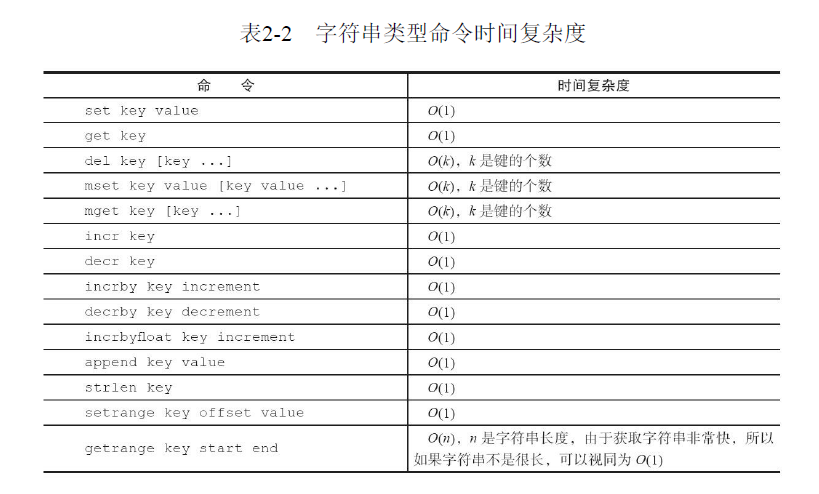 表2-2 字符串类型命令时间复杂度
命 令 时间复杂度
set key value O(1)
get key O(1)
del key [key ...] O(k)，k 是键的个数
mset key value [key value ...] O(k)，k 是键的个数
mget key [key ...] O(k)，k 是键的个数
incr key O(1)
decr key O(1)
incrby key increment O(1)
decrby key decrement O(1)
incrbyfloat key increment O(1)
append key value O(1)
strlen key O(1)
setrange key offset value O(1)
getrange key start end O(n)，n 是字符串长度，由于获取字符串非常快，所以
如果字符串不是很长，可以视同为 O(1)